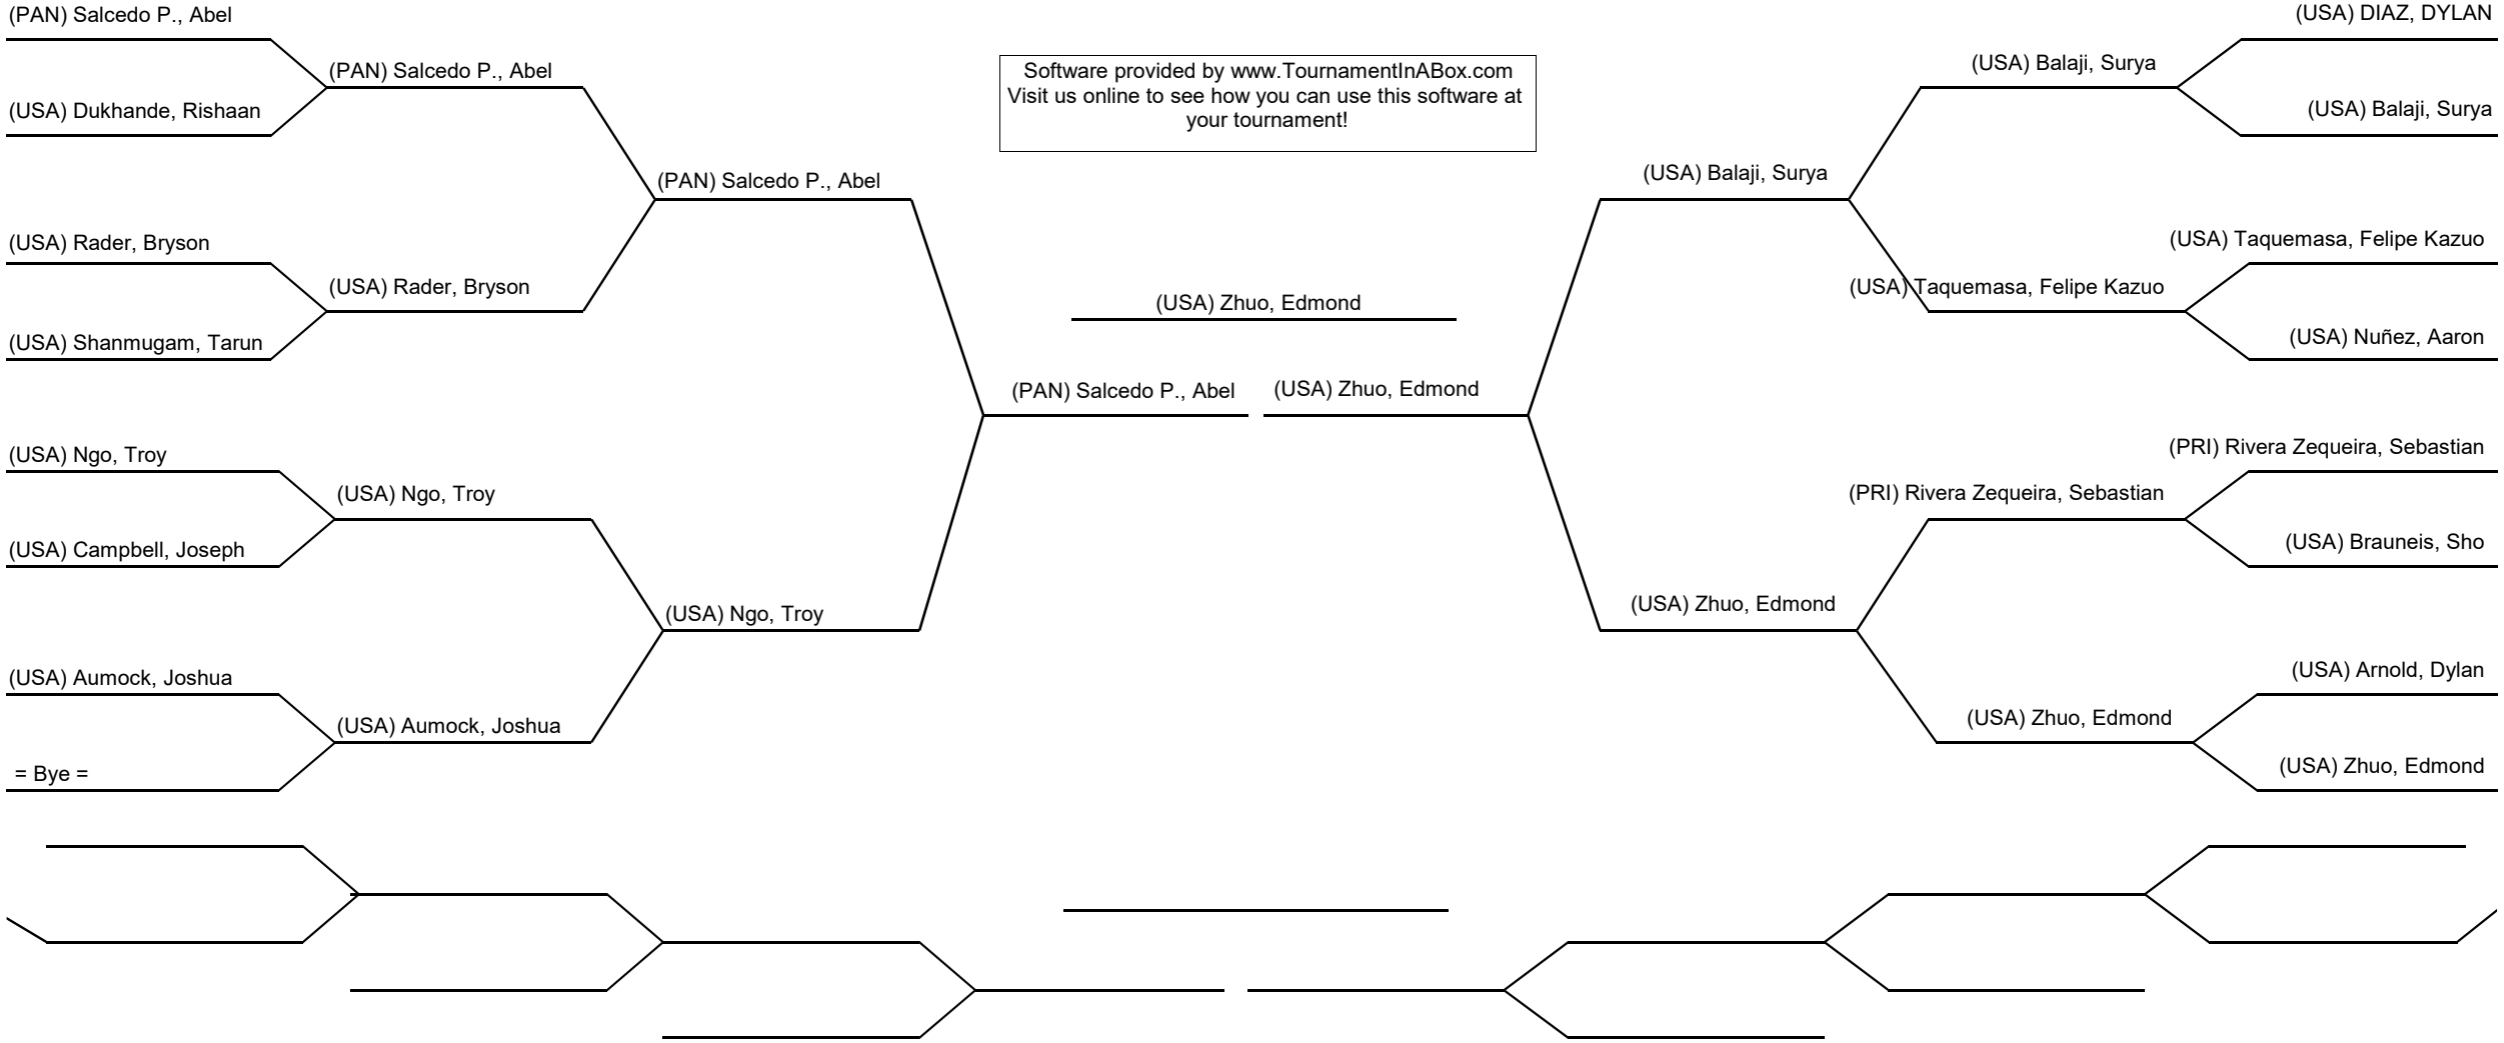 (PAN) Salcedo P., Abel
(USA) Dukhande, Rishaan
(USA) Rader, Bryson
(USA) Shanmugam, Tarun
(USA) Ngo, Troy
(USA) Campbell, Joseph
(USA) Aumock, Joshua
= Bye =
(PAN) Salcedo P., Abel
(USA) Rader, Bryson
(USA) Ngo, Troy
(USA) Aumock, Joshua
(PAN) Salcedo P., Abel
(USA) Ngo, Troy
(PAN) Salcedo P., Abel
Software provided by www.TournamentInABox.com
Visit us online to see how you can use this software at
your tournament!
(USA) Zhuo, Edmond
(USA) Zhuo, Edmond
(USA) Balaji, Surya
(USA) Zhuo, Edmond
(USA) Balaji, Surya
(USA) Taquemasa, Felipe Kazuo
(PRI) Rivera Zequeira, Sebastian
(USA) Zhuo, Edmond
(USA) DIAZ, DYLAN
(USA) Balaji, Surya
(USA) Taquemasa, Felipe Kazuo
(USA) Nuñez, Aaron
(PRI) Rivera Zequeira, Sebastian
(USA) Brauneis, Sho
(USA) Arnold, Dylan
(USA) Zhuo, Edmond